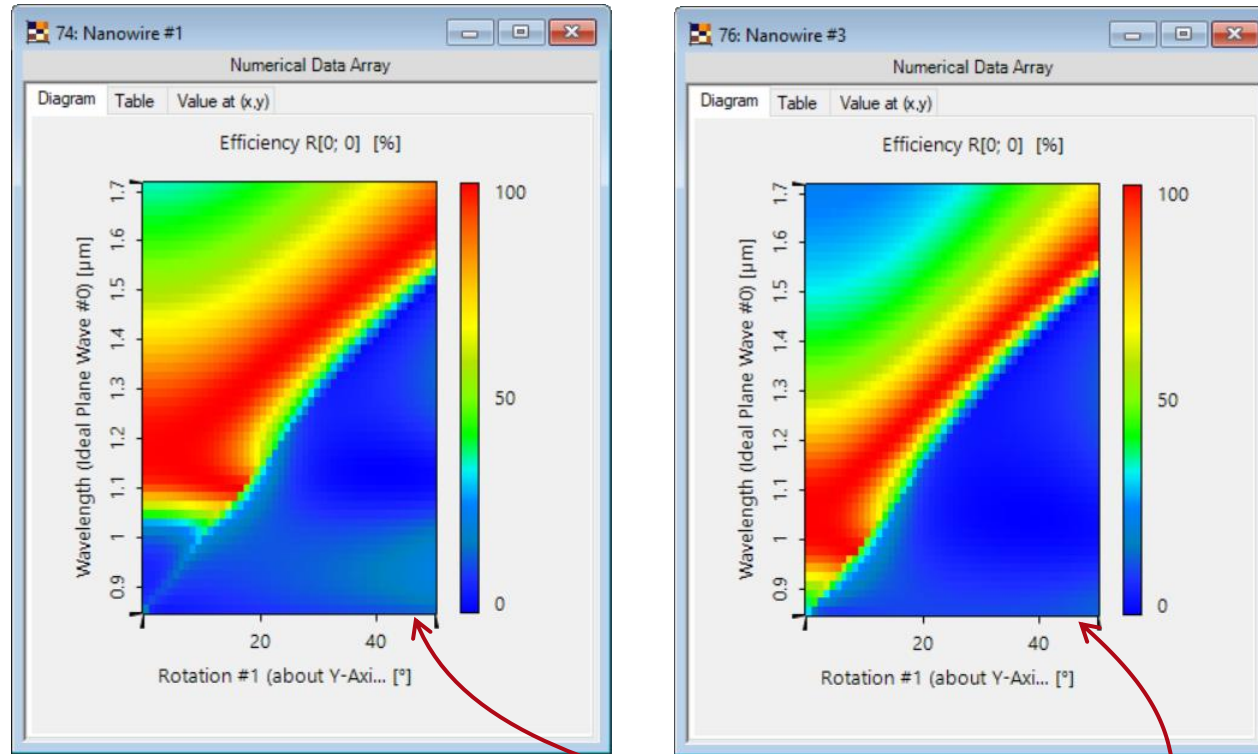 74: Nanowire #1
Numerical Data Array
Diagram Table Value at (x,y)
Efficiency R[0; 0] [%]
Wavelength (Ideal Plane Wave #0) [µm]
1.7
1.6
1.5
1.4
1.3
1.2
1.1
1
0.9
100
50
0
20 40
Rotation #1 (about Y-Axi... [°]
76: Nanowire #3
Numerical Data Array
Diagram Table Value at (x,y)
Efficiency R[0; 0] [%]
Wavelength (Ideal Plane Wave #0) [µm]
1.7
1.6
1.5
1.4
1.3
1.2
1.1
1
0.9
100
50
0
20 40
Rotation #1 (about Y-Axi... [°]